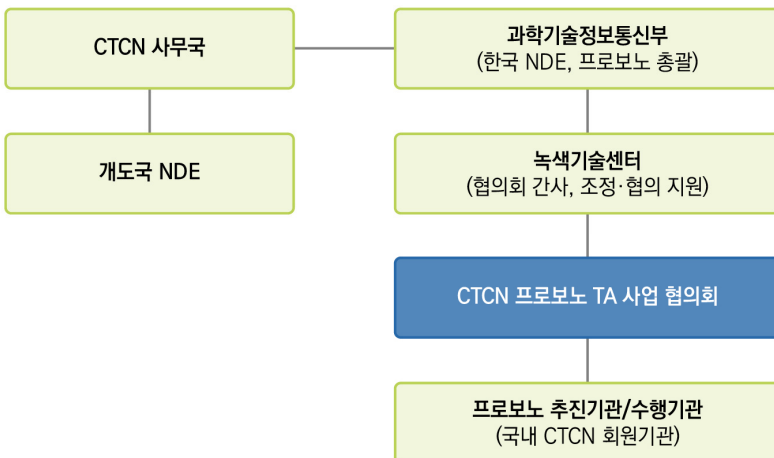 CTCN 사무국
과학기술정보통신부
(한국 NDE, 프로보노 총괄)
개도국 NDE
녹색기술센터
(협의회 간사, 조정·협의 지원)
CTCN 프로보노 TA 사업 협의회
프로보노 추진기관/수행기관
(국내 CTCN 회원기관)